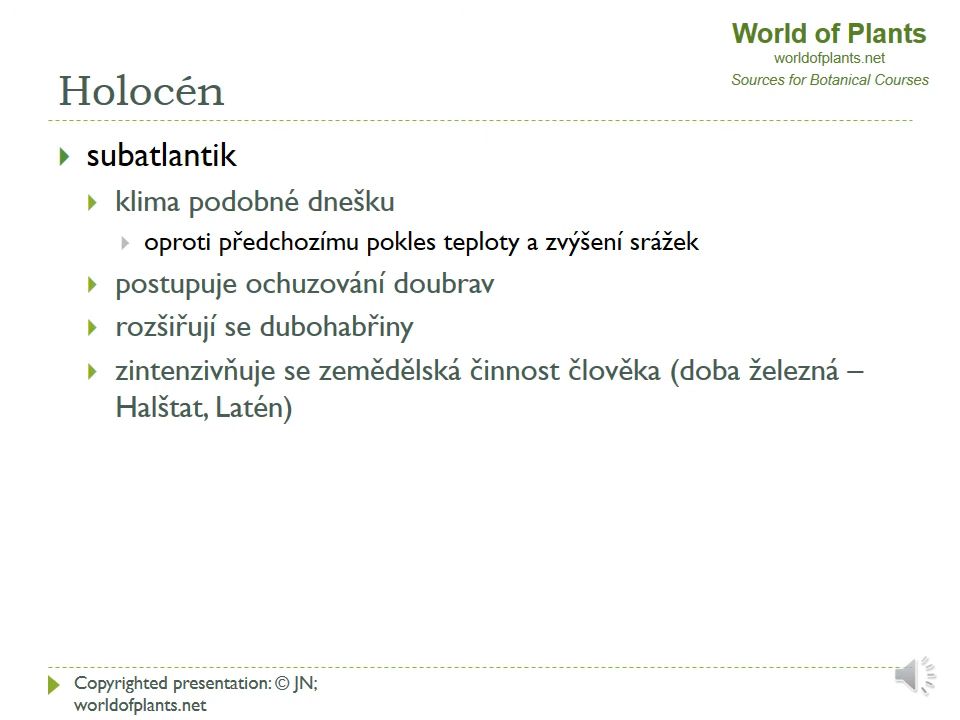 World of Plants
worldofplants.net
Sources for Botanical Courses
Holocén
subatlantik
klima podobné dnešku
oproti předchozímu pokles teploty a zvýšení srážek
postupuje ochuzování doubrav
rozšiřují se dubohabřiny
zintenzivňuje se zemědělská činnost člověka (doba železná –
Halštat, Latén)
Copyrighted presentation: © JN;
worldofplants.net